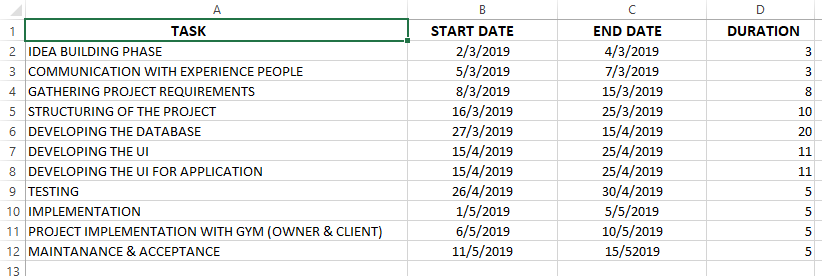 A B C D
1 TASK START DATE END DATE DURATION
2 IDEA BUILDING PHASE 2/3/2019 4/3/2019 3
3 COMMUNICATION WITH EXPERIENCE PEOPLE 5/3/2019 7/3/2019 3
4 GATHERING PROJECT REQUIREMENTS 8/3/2019 15/3/2019 8
5 STRUCTURING OF THE PROJECT 16/3/2019 25/3/2019 10
6 DEVELOPING THE DATABASE 27/3/2019 15/4/2019 20
7 DEVELOPING THE UI 15/4/2019 25/4/2019 11
8 DEVELOPING THE UI FOR APPLICATION 15/4/2019 25/4/2019 11
9 TESTING 26/4/2019 30/4/2019 5
10 IMPLEMENTATION 1/5/2019 5/5/2019 5
11 PROJECT IMPLEMENTATION WITH GYM (OWNER & CLIENT) 6/5/2019 10/5/2019 5
12 MAINTANANCE & ACCEPTANCE 11/5/2019 15/52019 5
13